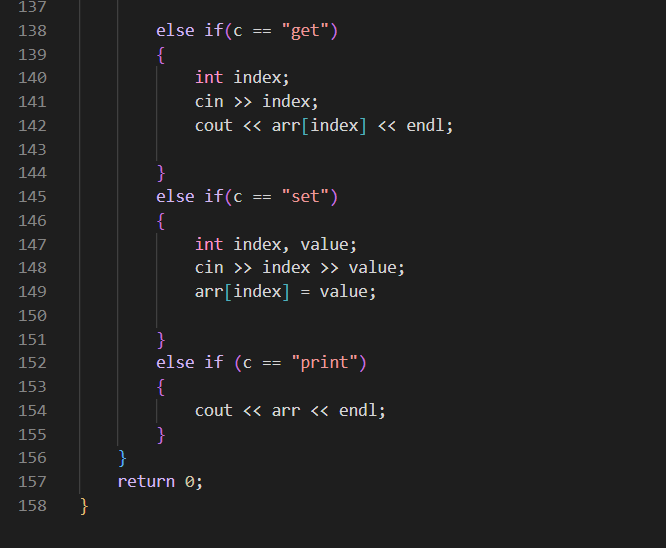 137
138 else if(c == "get")
139 {
140 int index;
141 cin >> index;
142 cout << arr[index] << endl;
143
144 }
145 else if(c == "set")
146 {
147 int index, value;
148 cin >> index >> value;
149 arr[index] = value;
150
151 }
152 else if (c == "print")
153 {
154 cout << arr << endl;
155 }
156 }
157 return 0;
158 }